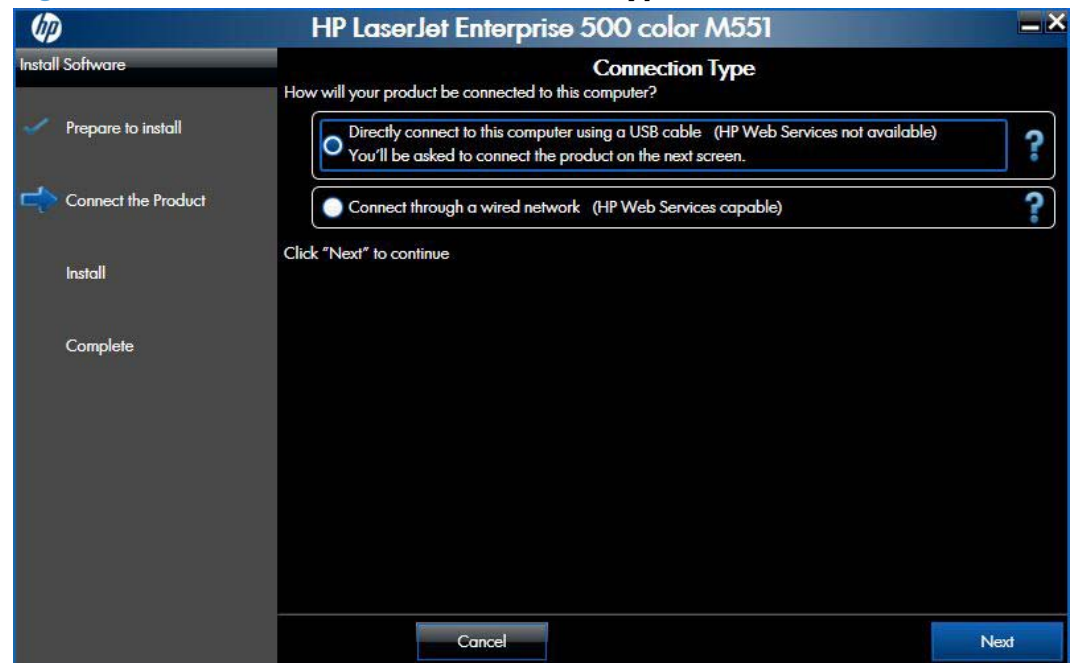 hp
HP LaserJet Enterprise 500 color M551
Install Software
Prepare to install
Connect the Product
Install
Complete
Connection Type
How will your product be connected to this computer?
Directly connect to this computer using a USB cable (HP Web Services not available)
You'll be asked to connect the product on the next screen.
?
Connect through a wired network (HP Web Services capable)
?
Click "Next" to continue
Cancel
Next